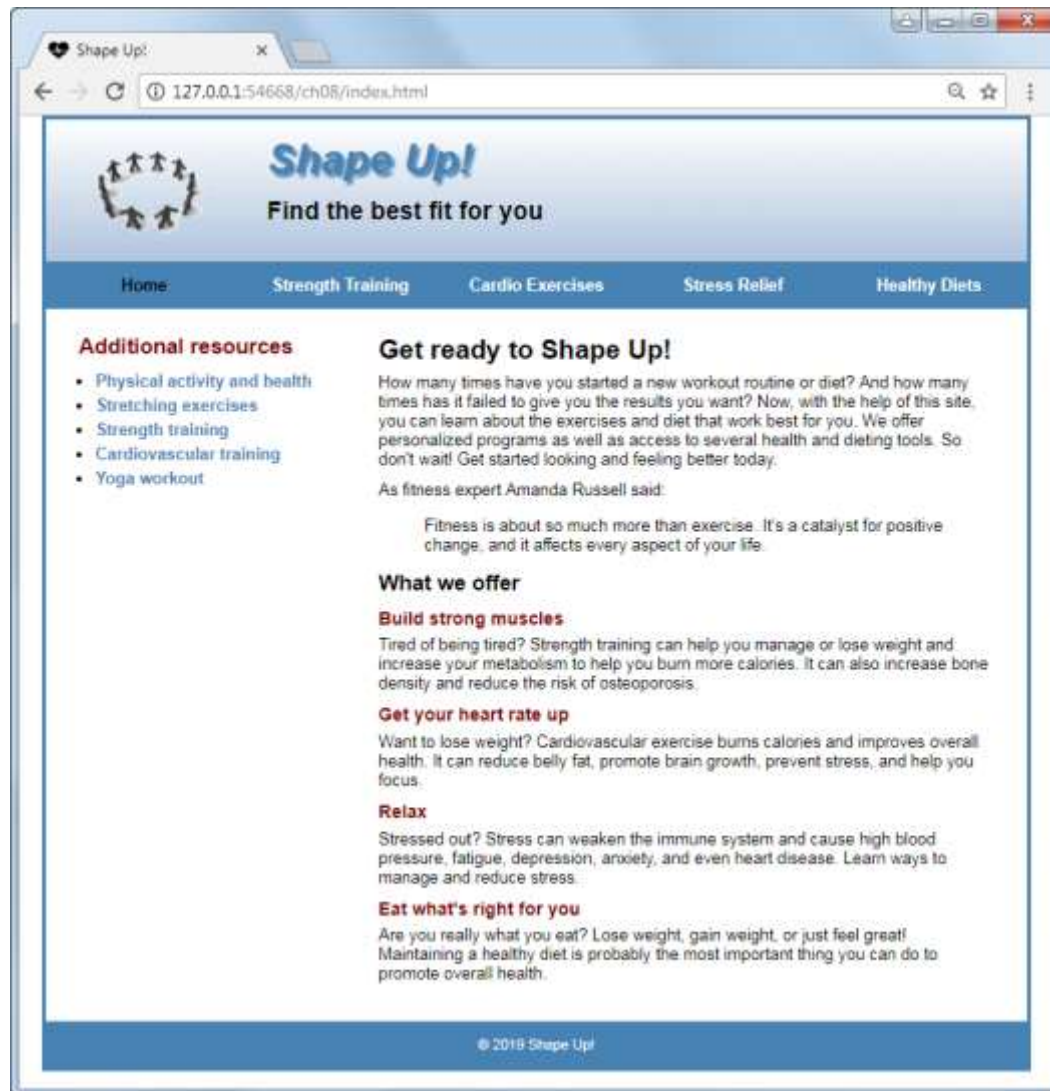 Shape Up!
127.0.0.1:54668/ch08/index.html
Shape Up!
Find the best fit for you
Home Strength Training Cardio Exercises Stress Relief Healthy Diets
Additional resources
Physical activity and health
Stretching exercises
Strength training
Cardiovascular training
Yoga workout
Get ready to Shape Up!
How many times have you started a new workout routine or diet? And how many
times has it failed to give you the results you want? Now, with the help of this site,
you can learn about the exercises and diet that work best for you. We offer
personalized programs as well as access to several health and dieting tools. So
don't wait! Get started looking and feeling better today.
As fitness expert Amanda Russell said:
Fitness is about so much more than exercise. It's a catalyst for positive
change, and it affects every aspect of your life.
What we offer
Build strong muscles
Tired of being tired? Strength training can help you manage or lose weight and
increase your metabolism to help you burn more calories. It can also increase bone
density and reduce the risk of osteoporosis.
Get your heart rate up
Want to lose weight? Cardiovascular exercise burns calories and improves overall
health. It can reduce belly fat, promote brain growth, prevent stress, and help you
focus.
Relax
Stressed out? Stress can weaken the immune system and cause high blood
pressure, fatigue, depression, anxiety, and even heart disease. Learn ways to
manage and reduce stress.
Eat what's right for you
Are you really what you eat? Lose weight, gain weight, or just feel great!
Maintaining a healthy diet is probably the most important thing you can do to
promote overall health.
© 2019 Shape Up!